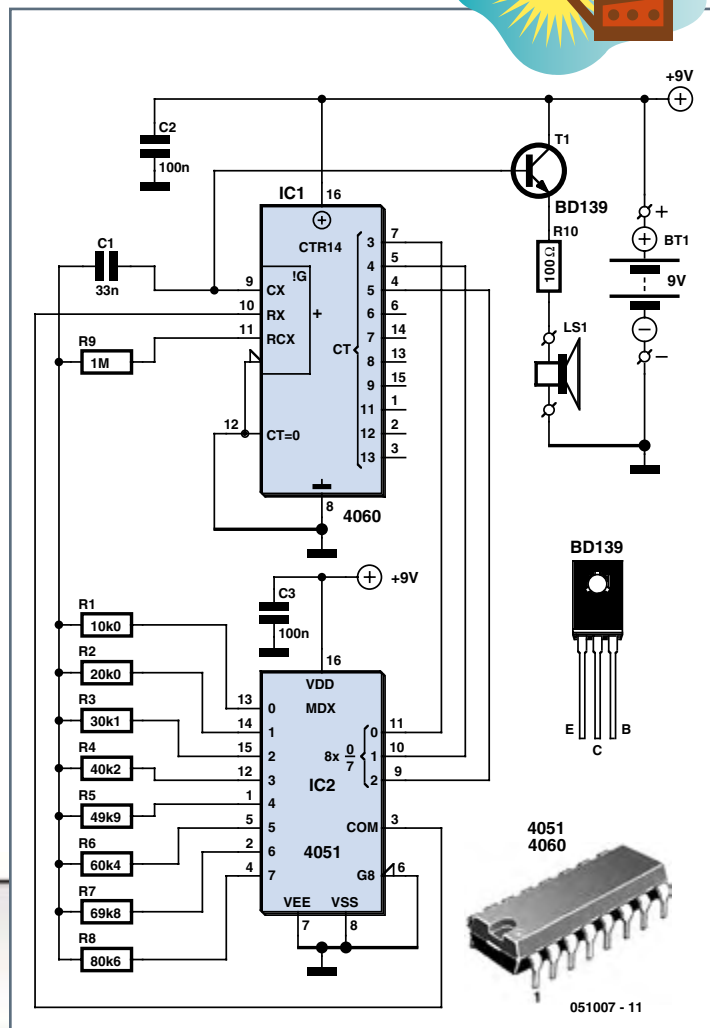 +9V
C2
100n
T1
BD139
R10
100Ω
BT1
9V
LS1
IC1
16
CTR14
!G
C1
33n
9 CX
10 RX
11 RCX
+
R9
1M
CT
3 7
4 5
5 4
6 6
7 14
8 13
9 15
11 1
12 2
13 3
12 CT=0
8
4060
C3
100n
+9V
16
VDD
MDX
R1
10k0
R2
20k0
R3
30k1
R4
40k2
R5
49k9
R6
60k4
R7
69k8
R8
80k6
13 0
14 1
15 2
12 3
1 4
5 5
2 6
4 7
8x 0/7
0 11
1 10
2 9
IC2
4051
COM 3
G8 6
VEE VSS
7 8
BD139
E C B
4051
4060
1
051007 - 11